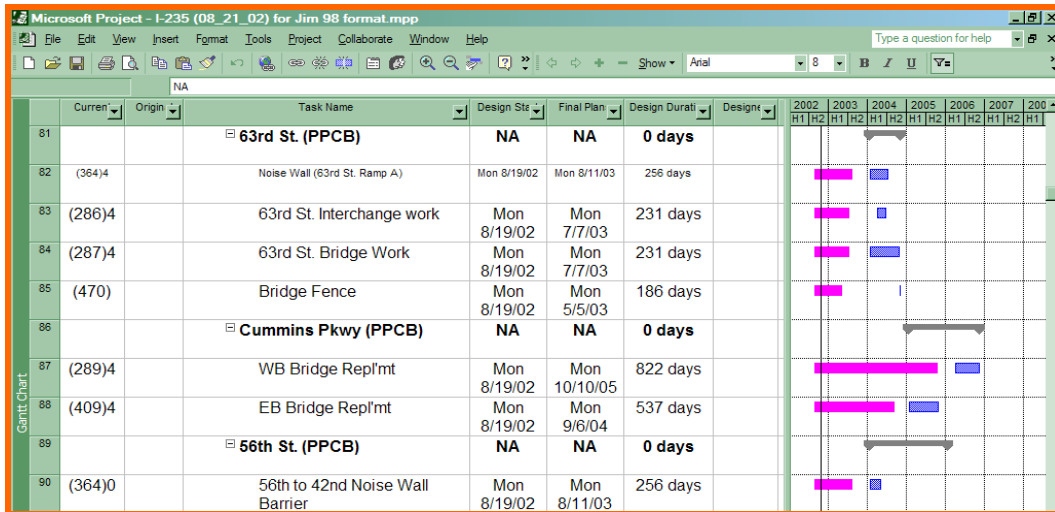 Microsoft Project - I-235 (08_21_02) for Jim 98 format.mpp
File Edit View Insert Format Tools Project Collaborate Window Help Type a question for help
Show Arial 8 B I U
NA
Curren Origin Task Name Design Sta Final Plan Design Durati Designe 2002 2003 2004 2005 2006 2007 200
H1 H2 H1 H2 H1 H2 H1 H2 H1 H2 H1 H2 H1
81 63rd St. (PPCB) NA NA 0 days
82 (364)4 Noise Wall (63rd St. Ramp A) Mon 8/19/02 Mon 8/11/03 256 days
83 (286)4 63rd St. Interchange work Mon 8/19/02 Mon 7/7/03 231 days
84 (287)4 63rd St. Bridge Work Mon 8/19/02 Mon 7/7/03 231 days
85 (470) Bridge Fence Mon 8/19/02 Mon 5/5/03 186 days
86 Cummins Pkwy (PPCB) NA NA 0 days
87 (289)4 WB Bridge Repl'mt Mon 8/19/02 Mon 10/10/05 822 days
88 (409)4 EB Bridge Repl'mt Mon 8/19/02 Mon 9/6/04 537 days
89 56th St. (PPCB) NA NA 0 days
90 (364)0 56th to 42nd Noise Wall Barrier Mon 8/19/02 Mon 8/11/03 256 days
Gantt Chart